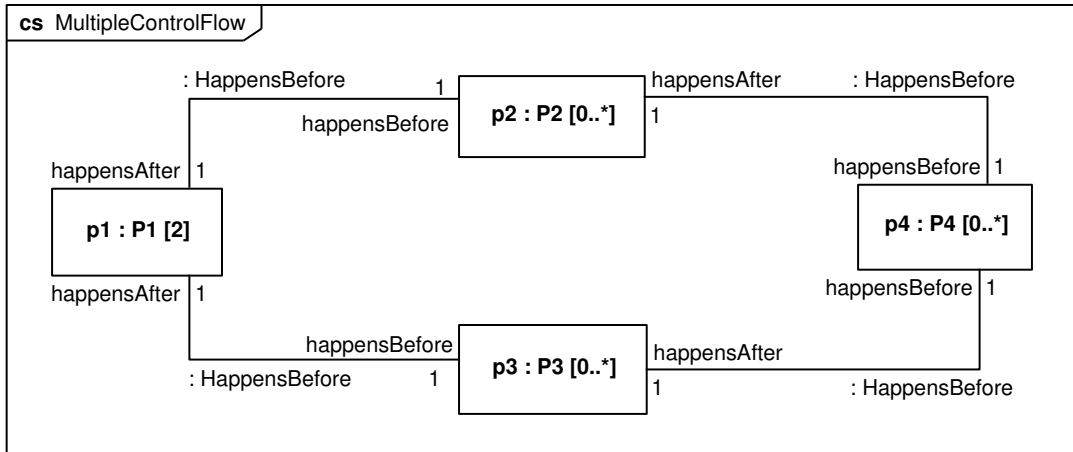 cs MultipleControlFlow
: HappensBefore
1
happensBefore
p2 : P2 [0..*]
happensAfter
1
: HappensBefore
happensAfter
1
p1 : P1 [2]
happensBefore
1
p4 : P4 [0..*]
happensAfter
1
happensBefore
1
happensBefore
1
: HappensBefore
p3 : P3 [0..*]
happensAfter
1
: HappensBefore